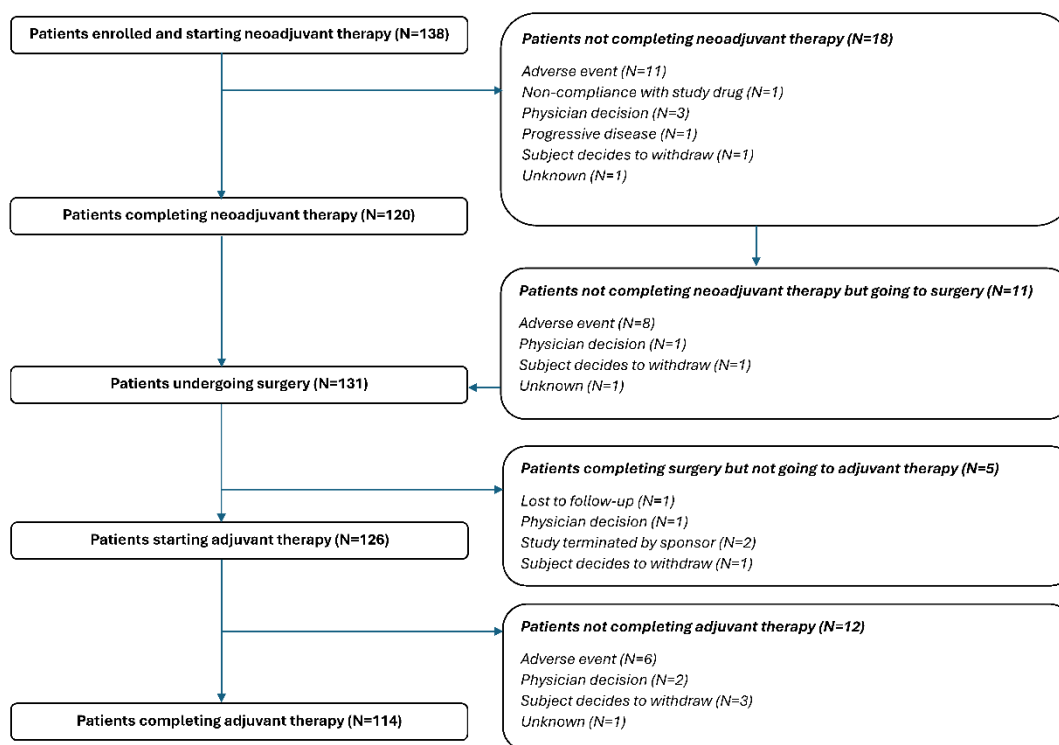 Patients enrolled and starting neoadjuvant therapy (N=138)
Patients not completing neoadjuvant therapy (N=18)
Adverse event (N=11)
Non-compliance with study drug (N=1)
Physician decision (N=3)
Progressive disease (N=1)
Subject decides to withdraw (N=1)
Unknown (N=1)
Patients completing neoadjuvant therapy (N=120)
Patients not completing neoadjuvant therapy but going to surgery (N=11)
Adverse event (N=8)
Physician decision (N=1)
Subject decides to withdraw (N=1)
Unknown (N=1)
Patients undergoing surgery (N=131)
Patients completing surgery but not going to adjuvant therapy (N=5)
Lost to follow-up (N=1)
Physician decision (N=1)
Study terminated by sponsor (N=2)
Subject decides to withdraw (N=1)
Patients starting adjuvant therapy (N=126)
Patients not completing adjuvant therapy (N=12)
Adverse event (N=6)
Physician decision (N=2)
Subject decides to withdraw (N=3)
Unknown (N=1)
Patients completing adjuvant therapy (N=114)